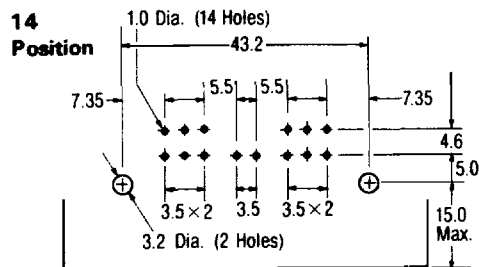 14
Position
1.0 Dia. (14 Holes)
43.2
5.5 5.5
7.35
7.35
4.6
5.0
3.5×2 3.5 3.5×2
15.0
Max.
3.2 Dia. (2 Holes)